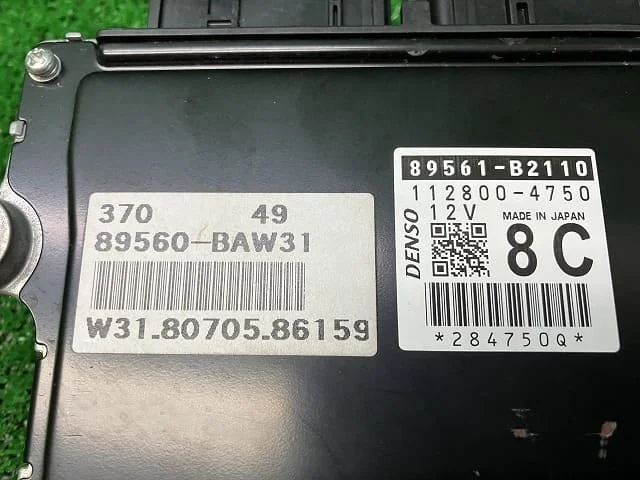 370 49
89560-BAW31
W31.80705.86159
89561-B2110
112800-4750
DENSO
12V MADE IN JAPAN
8C
*284750Q*